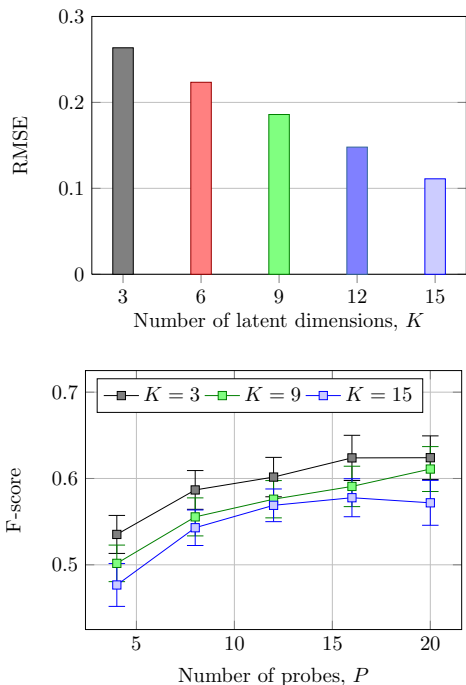 0.3
0.2
0.1
0
RMSE
3 6 9 12 15
Number of latent dimensions, K
0.7
0.6
0.5
F-score
K = 3 K = 9 K = 15
5 10 15 20
Number of probes, P